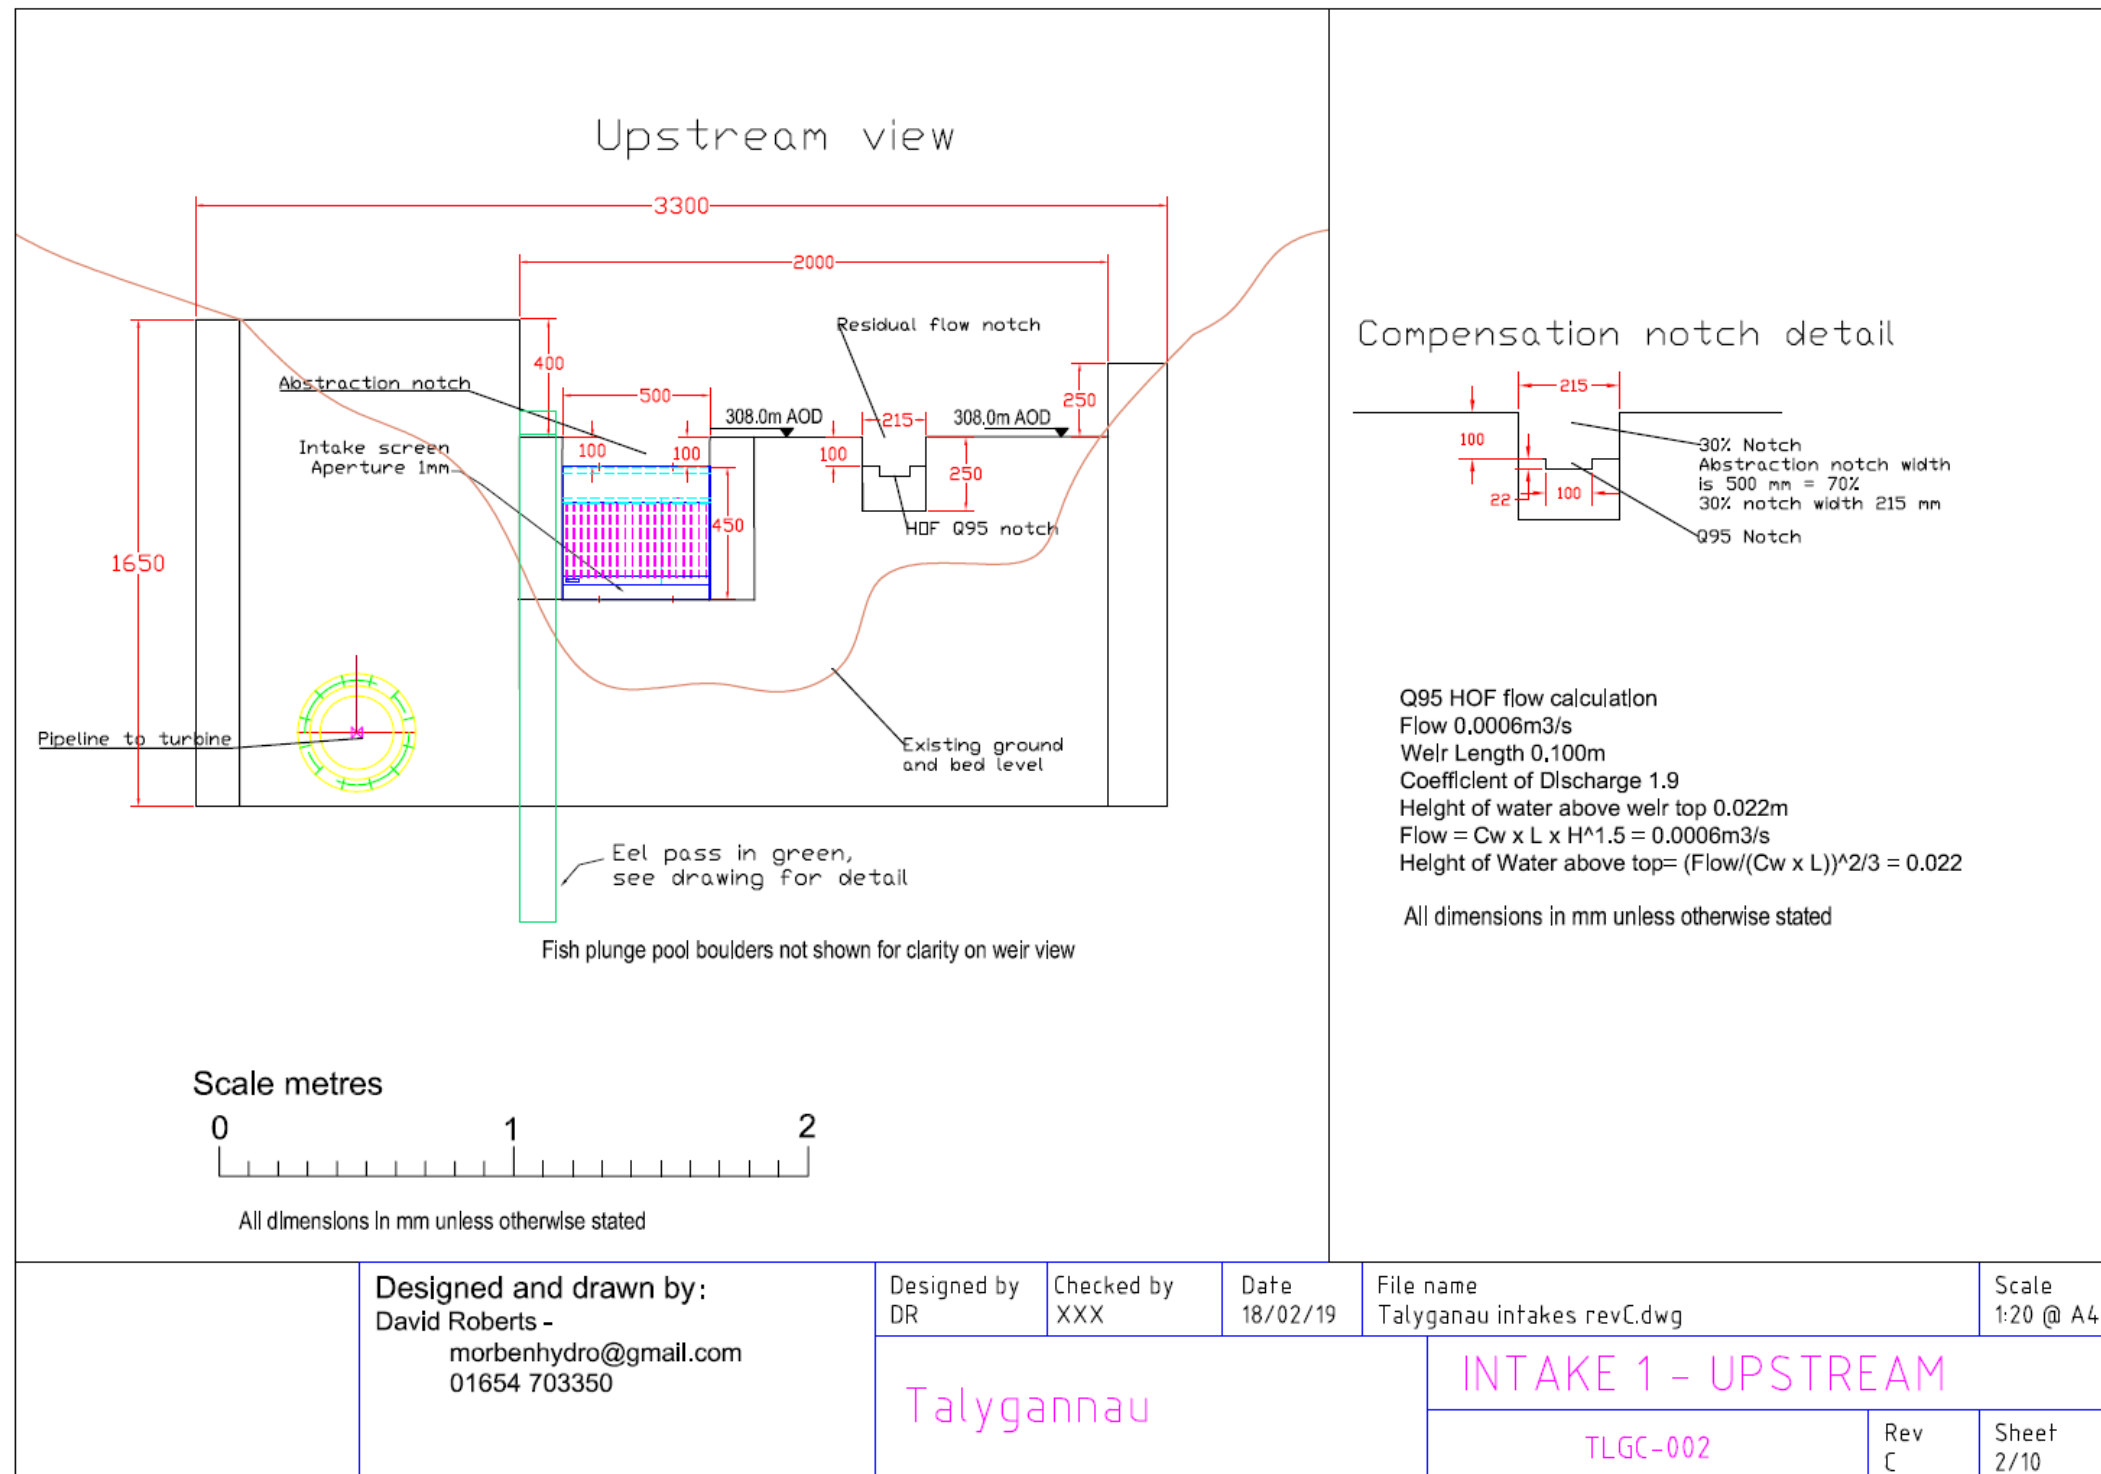 Upstream view
3300
2000
Residual flow notch
400
Abstraction notch
500
308.0m AOD
215
308.0m AOD
250
Intake screen
Aperture 1mm
100
100
100
250
450
HOF Q95 notch
1650
Pipeline to turbine
Existing ground
and bed level
Eel pass in green,
see drawing for detail
Fish plunge pool boulders not shown for clarity on weir view
Scale metres
0 1 2
All dimensions in mm unless otherwise stated
Compensation notch detail
215
100
22
100
30% Notch
Abstraction notch width
is 500 mm = 70%
30% notch width 215 mm
Q95 Notch
Q95 HOF flow calculation
Flow 0.0006m3/s
Weir Length 0.100m
Coefficient of Discharge 1.9
Height of water above weir top 0.022m
Flow = Cw x L x H^1.5 = 0.0006m3/s
Height of Water above top= (Flow/(Cw x L))^2/3 = 0.022
All dimensions in mm unless otherwise stated
Designed and drawn by:
David Roberts -
morbenhydro@gmail.com
01654 703350
Designed by
DR
Checked by
XXX
Date
18/02/19
File name
Talyganau intakes revC.dwg
Scale
1:20 @ A4
Talygannau
INTAKE 1 - UPSTREAM
TLGC-002
Rev
C
Sheet
2/10